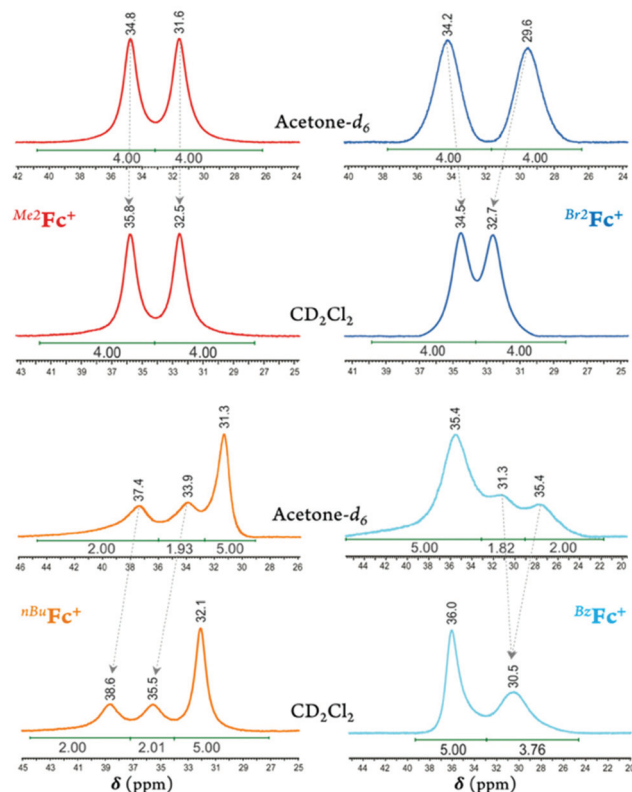 34.8
31.6
34.2
29.6
Acetone-d6
4.00 4.00
4.00 4.00
42 40 38 36 34 32 30 28 26 24
40 38 36 34 32 30 28 26 24
35.8
32.5
34.5
32.7
Me2Fc+
Br2Fc+
CD2Cl2
4.00 4.00
4.00 4.00
43 41 39 37 35 33 31 29 27 25
41 39 37 35 33 31 29 27 25
37.4
33.9
31.3
35.4
31.3
35.4
Acetone-d6
2.00 1.93 5.00
5.00 1.82 2.00
46 44 42 40 38 36 34 32 30 28 26
46 44 42 40 38 36 34 32 30 28 26 24 22 20
nBuFc+
BzFc+
38.6
35.5
32.1
36.0
30.5
CD2Cl2
2.00 2.01 5.00
5.00 3.76
45 43 41 39 37 35 33 31 29 27 25
46 44 42 40 38 36 34 32 30 28 26 24 22 20
δ (ppm)
δ (ppm)